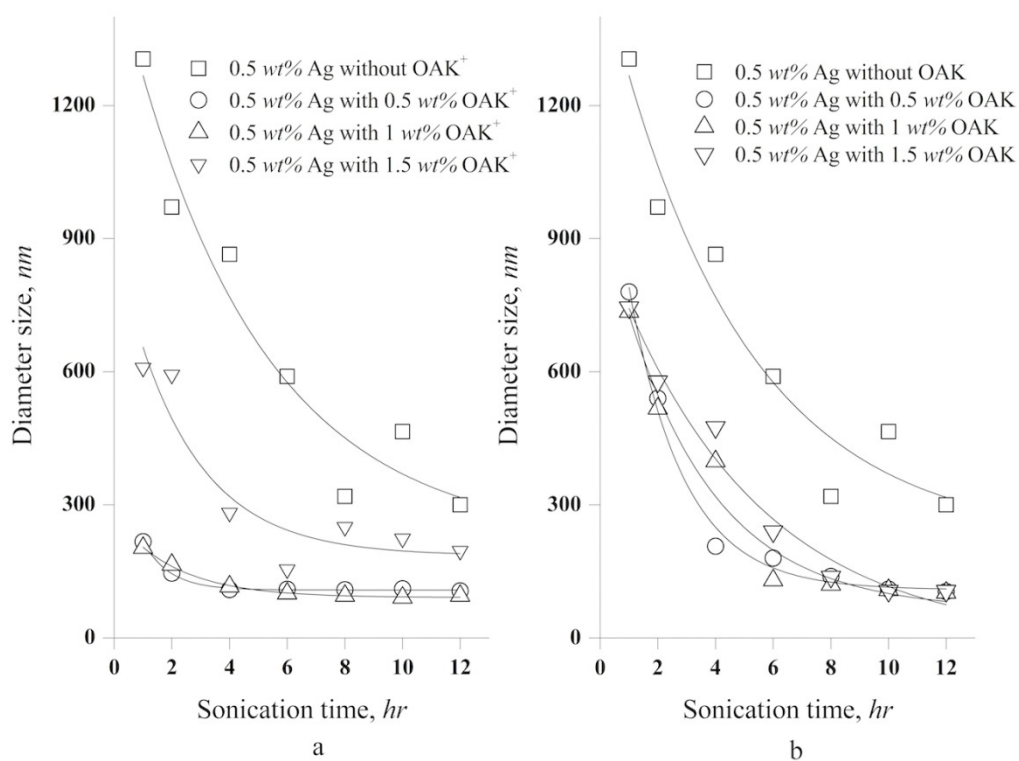 1200
900
600
300
0
Diameter size, nm
0.5 wt% Ag without OAK⁺
0.5 wt% Ag with 0.5 wt% OAK⁺
0.5 wt% Ag with 1 wt% OAK⁺
0.5 wt% Ag with 1.5 wt% OAK⁺
0 2 4 6 8 10 12
Sonication time, hr
a
1200
900
600
300
0
Diameter size, nm
0.5 wt% Ag without OAK
0.5 wt% Ag with 0.5 wt% OAK
0.5 wt% Ag with 1 wt% OAK
0.5 wt% Ag with 1.5 wt% OAK
0 2 4 6 8 10 12
Sonication time, hr
b